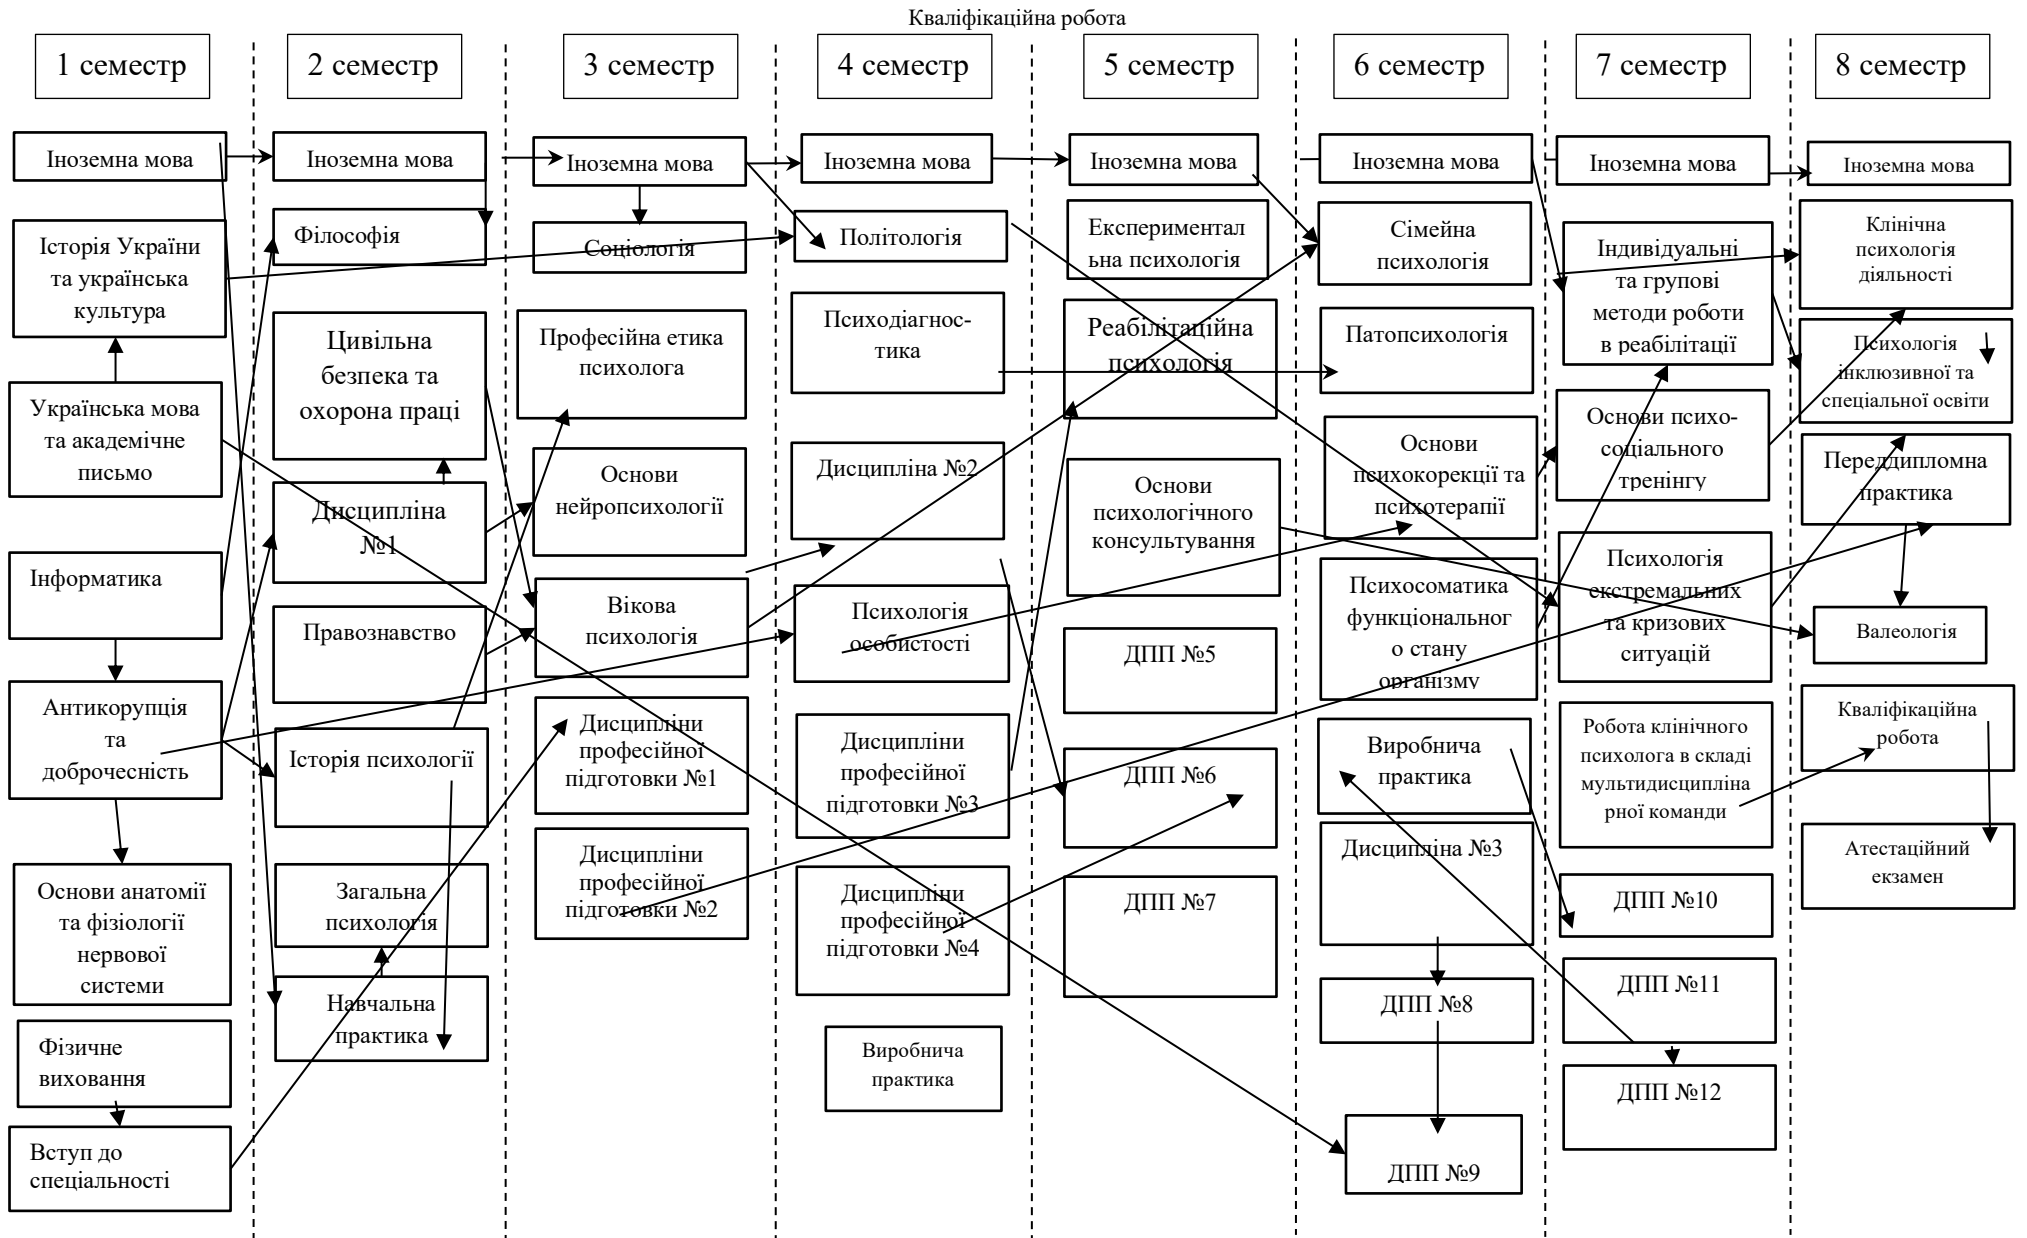 Кваліфікаційна робота
1 семестр
2 семестр
3 семестр
4 семестр
5 семестр
6 семестр
7 семестр
8 семестр
Іноземна мова
Історія України
та українська
культура
Українська мова
та академічне
письмо
Інформатика
Антикорупція
та
доброчесність
Основи анатомії
та фізіології
нервової
системи
Фізичне
виховання
Вступ до
спеціальності
Іноземна мова
Філософія
Цивільна
безпека та
охорона праці
Дисципліна
№1
Правознавство
Історія психології
Загальна
психологія
Навчальна
практика
Іноземна мова
Соціологія
Професійна етика
психолога
Основи
нейропсихології
Вікова
психологія
Дисципліни
професійної
підготовки №1
Дисципліни
професійної
підготовки №2
Іноземна мова
Політологія
Психодіагнос-
тика
Дисципліна №2
Психологія
особистості
Дисципліни
професійної
підготовки №3
Дисципліни
професійної
підготовки №4
Виробнича
практика
Іноземна мова
Експериментал
ьна психологія
Реабілітаційна
психологія
Основи
психологічного
консультування
ДПП №5
ДПП №6
ДПП №7
Іноземна мова
Сімейна
психологія
Патопсихологія
Основи
психокорекції та
психотерапії
Психосоматика
функціональног
о стану
організму
Виробнича
практика
Дисципліна №3
ДПП №8
ДПП №9
Іноземна мова
Індивідуальні
та групові
методи роботи
в реабілітації
Основи психо-
соціального
тренінгу
Психологія
екстремальних
та кризових
ситуацій
Робота клінічного
психолога в складі
мультидисципліна
рної команди
ДПП №10
ДПП №11
ДПП №12
Іноземна мова
Клінічна
психологія
діяльності
Психологія
інклюзивної та
спеціальної освіти
Переддипломна
практика
Валеологія
Кваліфікаційна
робота
Атестаційний
екзамен